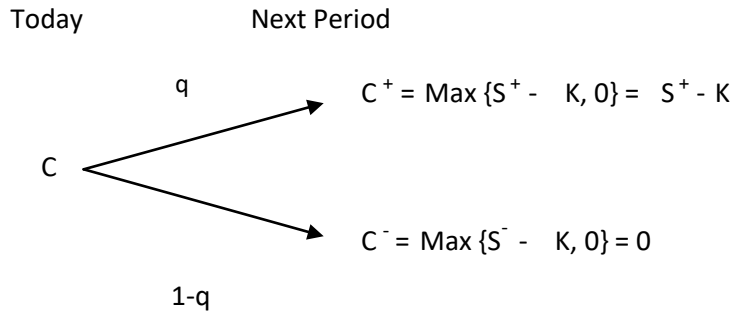 Today Next Period
q
C⁺ = Max {S⁺ - K, 0} = S⁺ - K
C
C⁻ = Max {S⁻ - K, 0} = 0
1-q